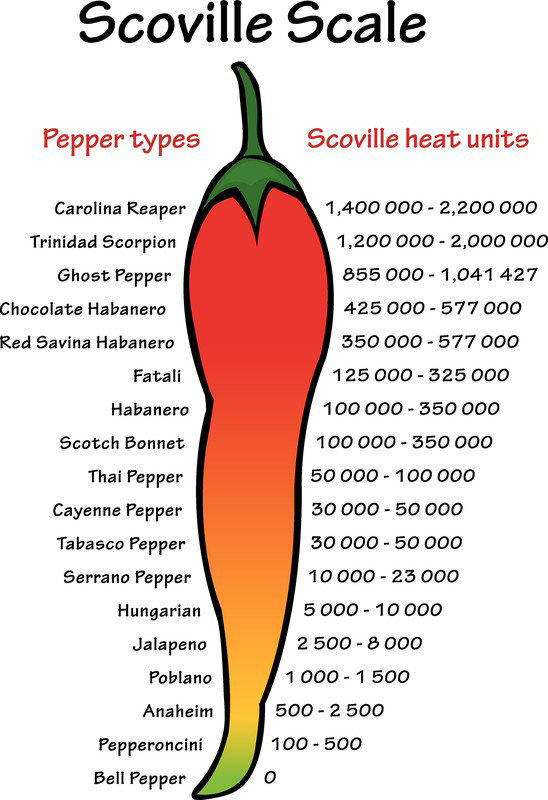 Scoville Scale
Pepper types Scoville heat units
Carolina Reaper 1,400 000 - 2,200 000
Trinidad Scorpion 1,200 000 - 2,000 000
Ghost Pepper 855 000 - 1,041 427
Chocolate Habanero 425 000 - 577 000
Red Savina Habanero 350 000 - 577 000
Fatali 125 000 - 325 000
Habanero 100 000 - 350 000
Scotch Bonnet 100 000 - 350 000
Thai Pepper 50 000 - 100 000
Cayenne Pepper 30 000 - 50 000
Tabasco Pepper 30 000 - 50 000
Serrano Pepper 10 000 - 23 000
Hungarian 5 000 - 10 000
Jalapeno 2 500 - 8 000
Poblano 1 000 - 1 500
Anaheim 500 - 2 500
Pepperoncini 100 - 500
Bell Pepper 0